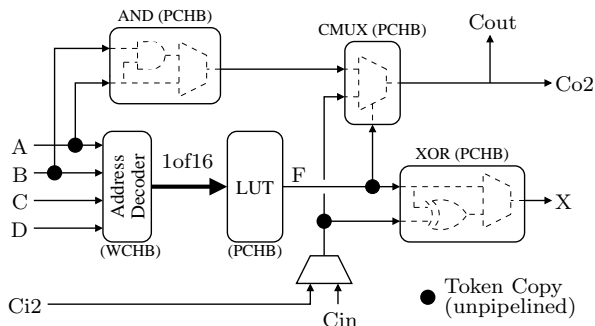 AND (PCHB)
CMUX (PCHB)
Cout
Co2
A
B
C
D
Address
Decoder
(WCHB)
1of16
LUT
(PCHB)
F
XOR (PCHB)
X
Ci2
Cin
Token Copy
(unpipelined)